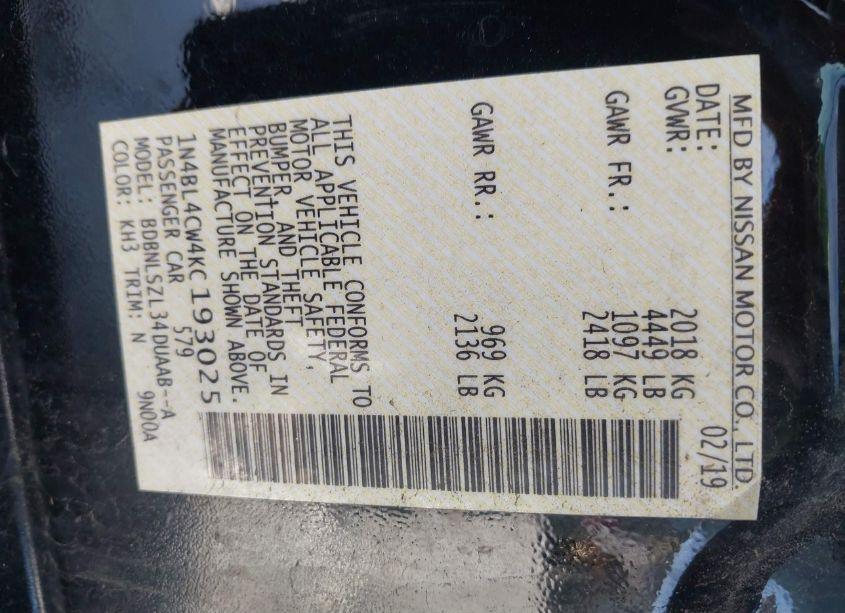 MFD BY NISSAN MOTOR CO., LTD
DATE: 02/19
GVWR: 2018 KG
4449 LB
GAWR FR.: 1097 KG
2418 LB
GAWR RR.: 969 KG
2136 LB
THIS VEHICLE CONFORMS TO
ALL APPLICABLE FEDERAL
MOTOR VEHICLE SAFETY,
BUMPER, AND THEFT
PREVENTION STANDARDS IN
EFFECT ON THE DATE OF
MANUFACTURE SHOWN ABOVE.
1N4BL4CW4KC193025
PASSENGER CAR 579
MODEL: BDBNLSZL34DUAAB--A
COLOR: KH3 TRIM: N 9N00A